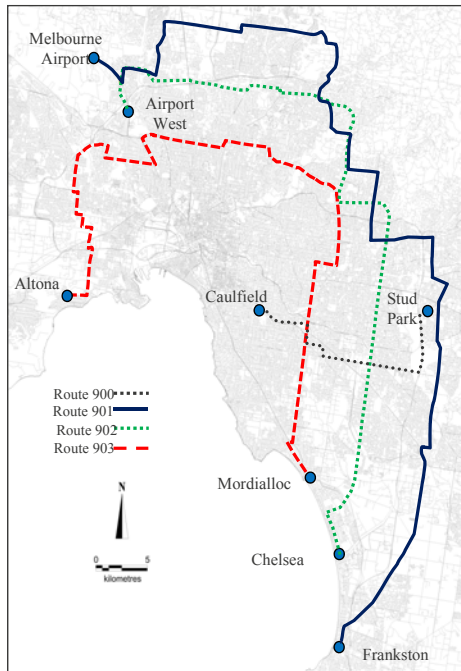 Melbourne
Airport
Airport
West
Altona
Caulfield
Stud
Park
Route 900
Route 901
Route 902
Route 903
N
0 5
kilometres
Mordialloc
Chelsea
Frankston